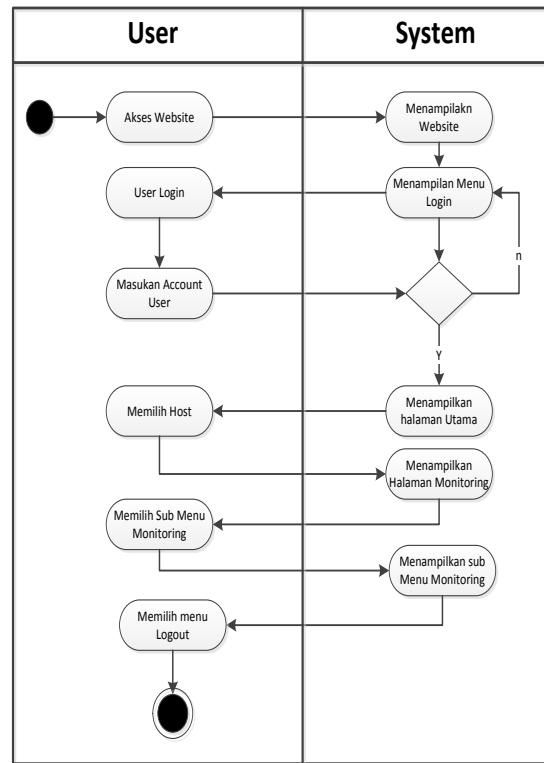 User
System
Akses Website
Menampilakn
Website
User Login
Menampilan Menu
Login
n
Masukan Account
User
Y
Memilih Host
Menampilkan
halaman Utama
Menampilkan
Halaman Monitoring
Memilih Sub Menu
Monitoring
Menampilkan sub
Menu Monitoring
Memilih menu
Logout